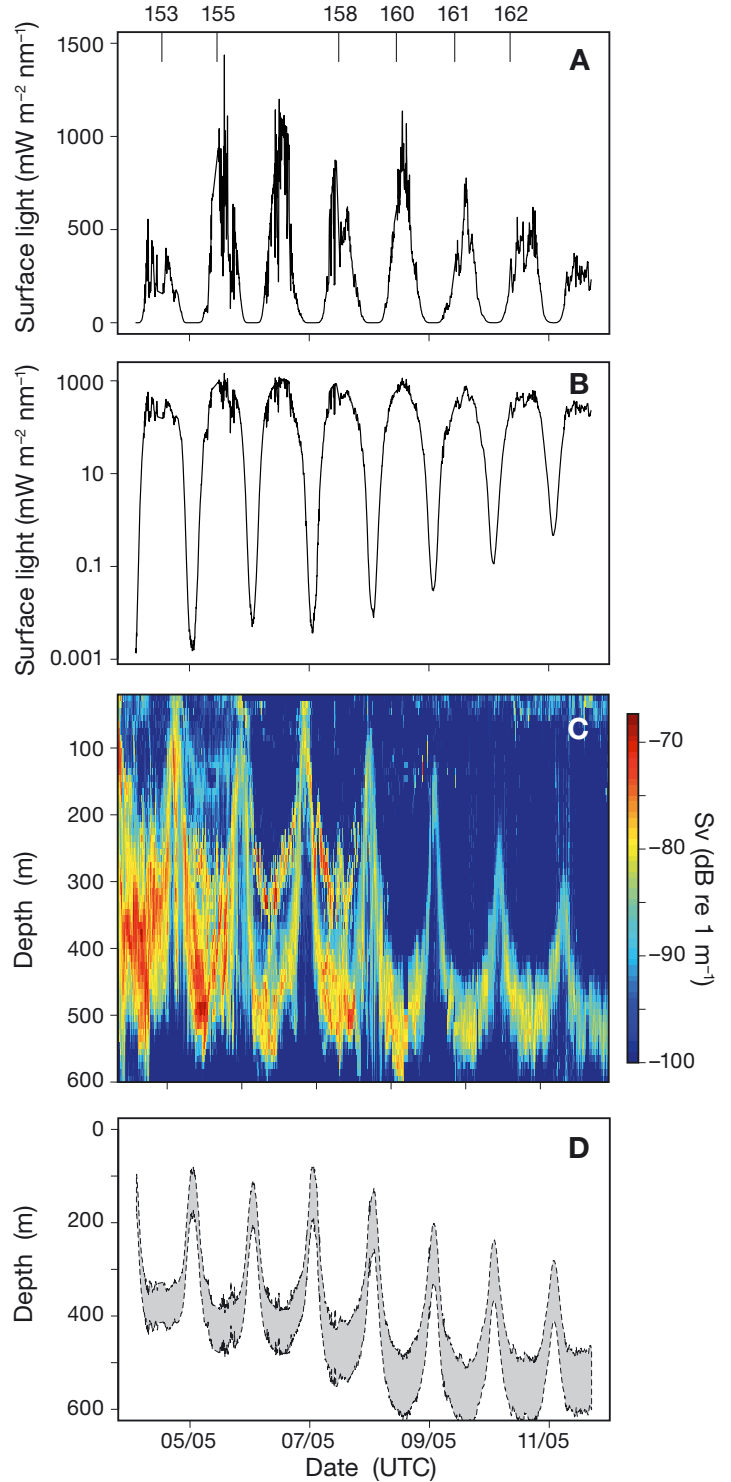 153 155 158 160 161 162
A
Surface light (mW m⁻² nm⁻¹)
1500
1000
500
0
B
Surface light (mW m⁻² nm⁻¹)
1000
10
0.1
0.001
C
Depth (m)
100
200
300
400
500
600
−70
−80
−90
−100
Sv (dB re 1 m⁻¹)
D
Depth (m)
0
200
400
600
05/05 07/05 09/05 11/05
Date (UTC)